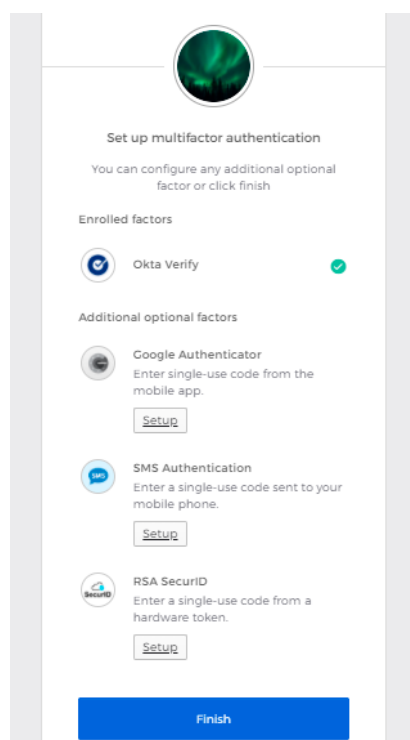 Set up multifactor authentication
You can configure any additional optional
factor or click finish
Enrolled factors
Okta Verify
Additional optional factors
Google Authenticator
Enter single-use code from the
mobile app.
Setup
SMS
SMS Authentication
Enter a single-use code sent to your
mobile phone.
Setup
SecurID
RSA SecurID
Enter a single-use code from a
hardware token.
Setup
Finish